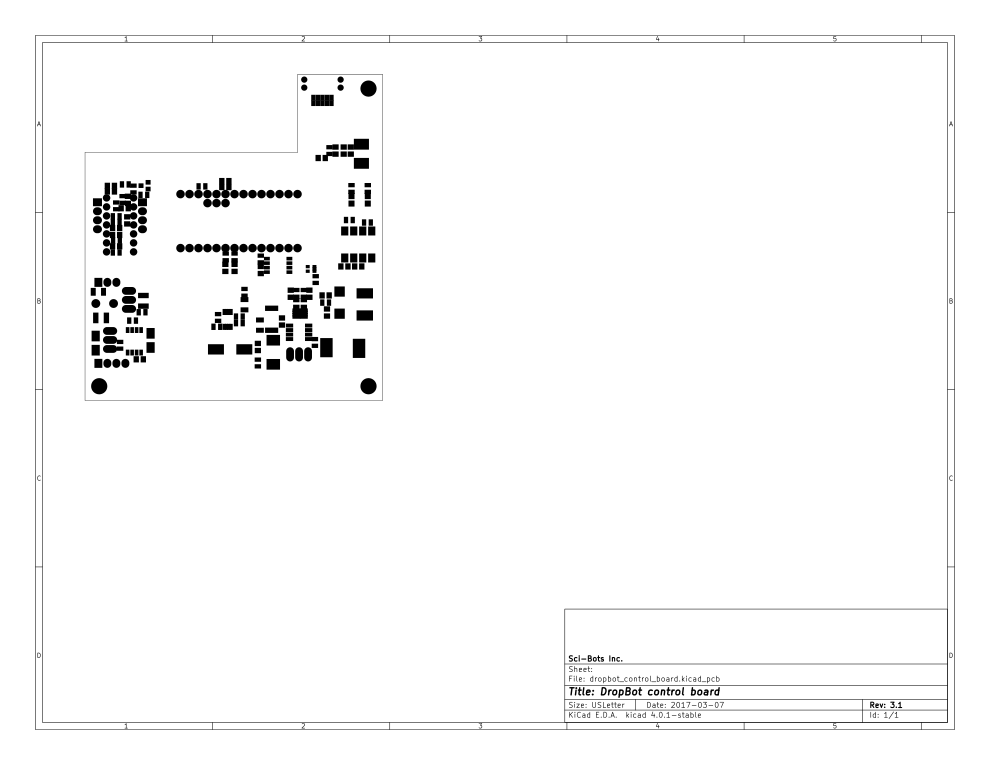 1 2 3 4 5
A A
B B
C C
D D
Sci-Bots Inc.
Sheet:
File: dropbot_control_board.kicad_pcb
Title: DropBot control board
Size: USLetter Date: 2017-03-07 Rev: 3.1
KiCad E.D.A. kicad 4.0.1-stable Id: 1/1
1 2 3 4 5